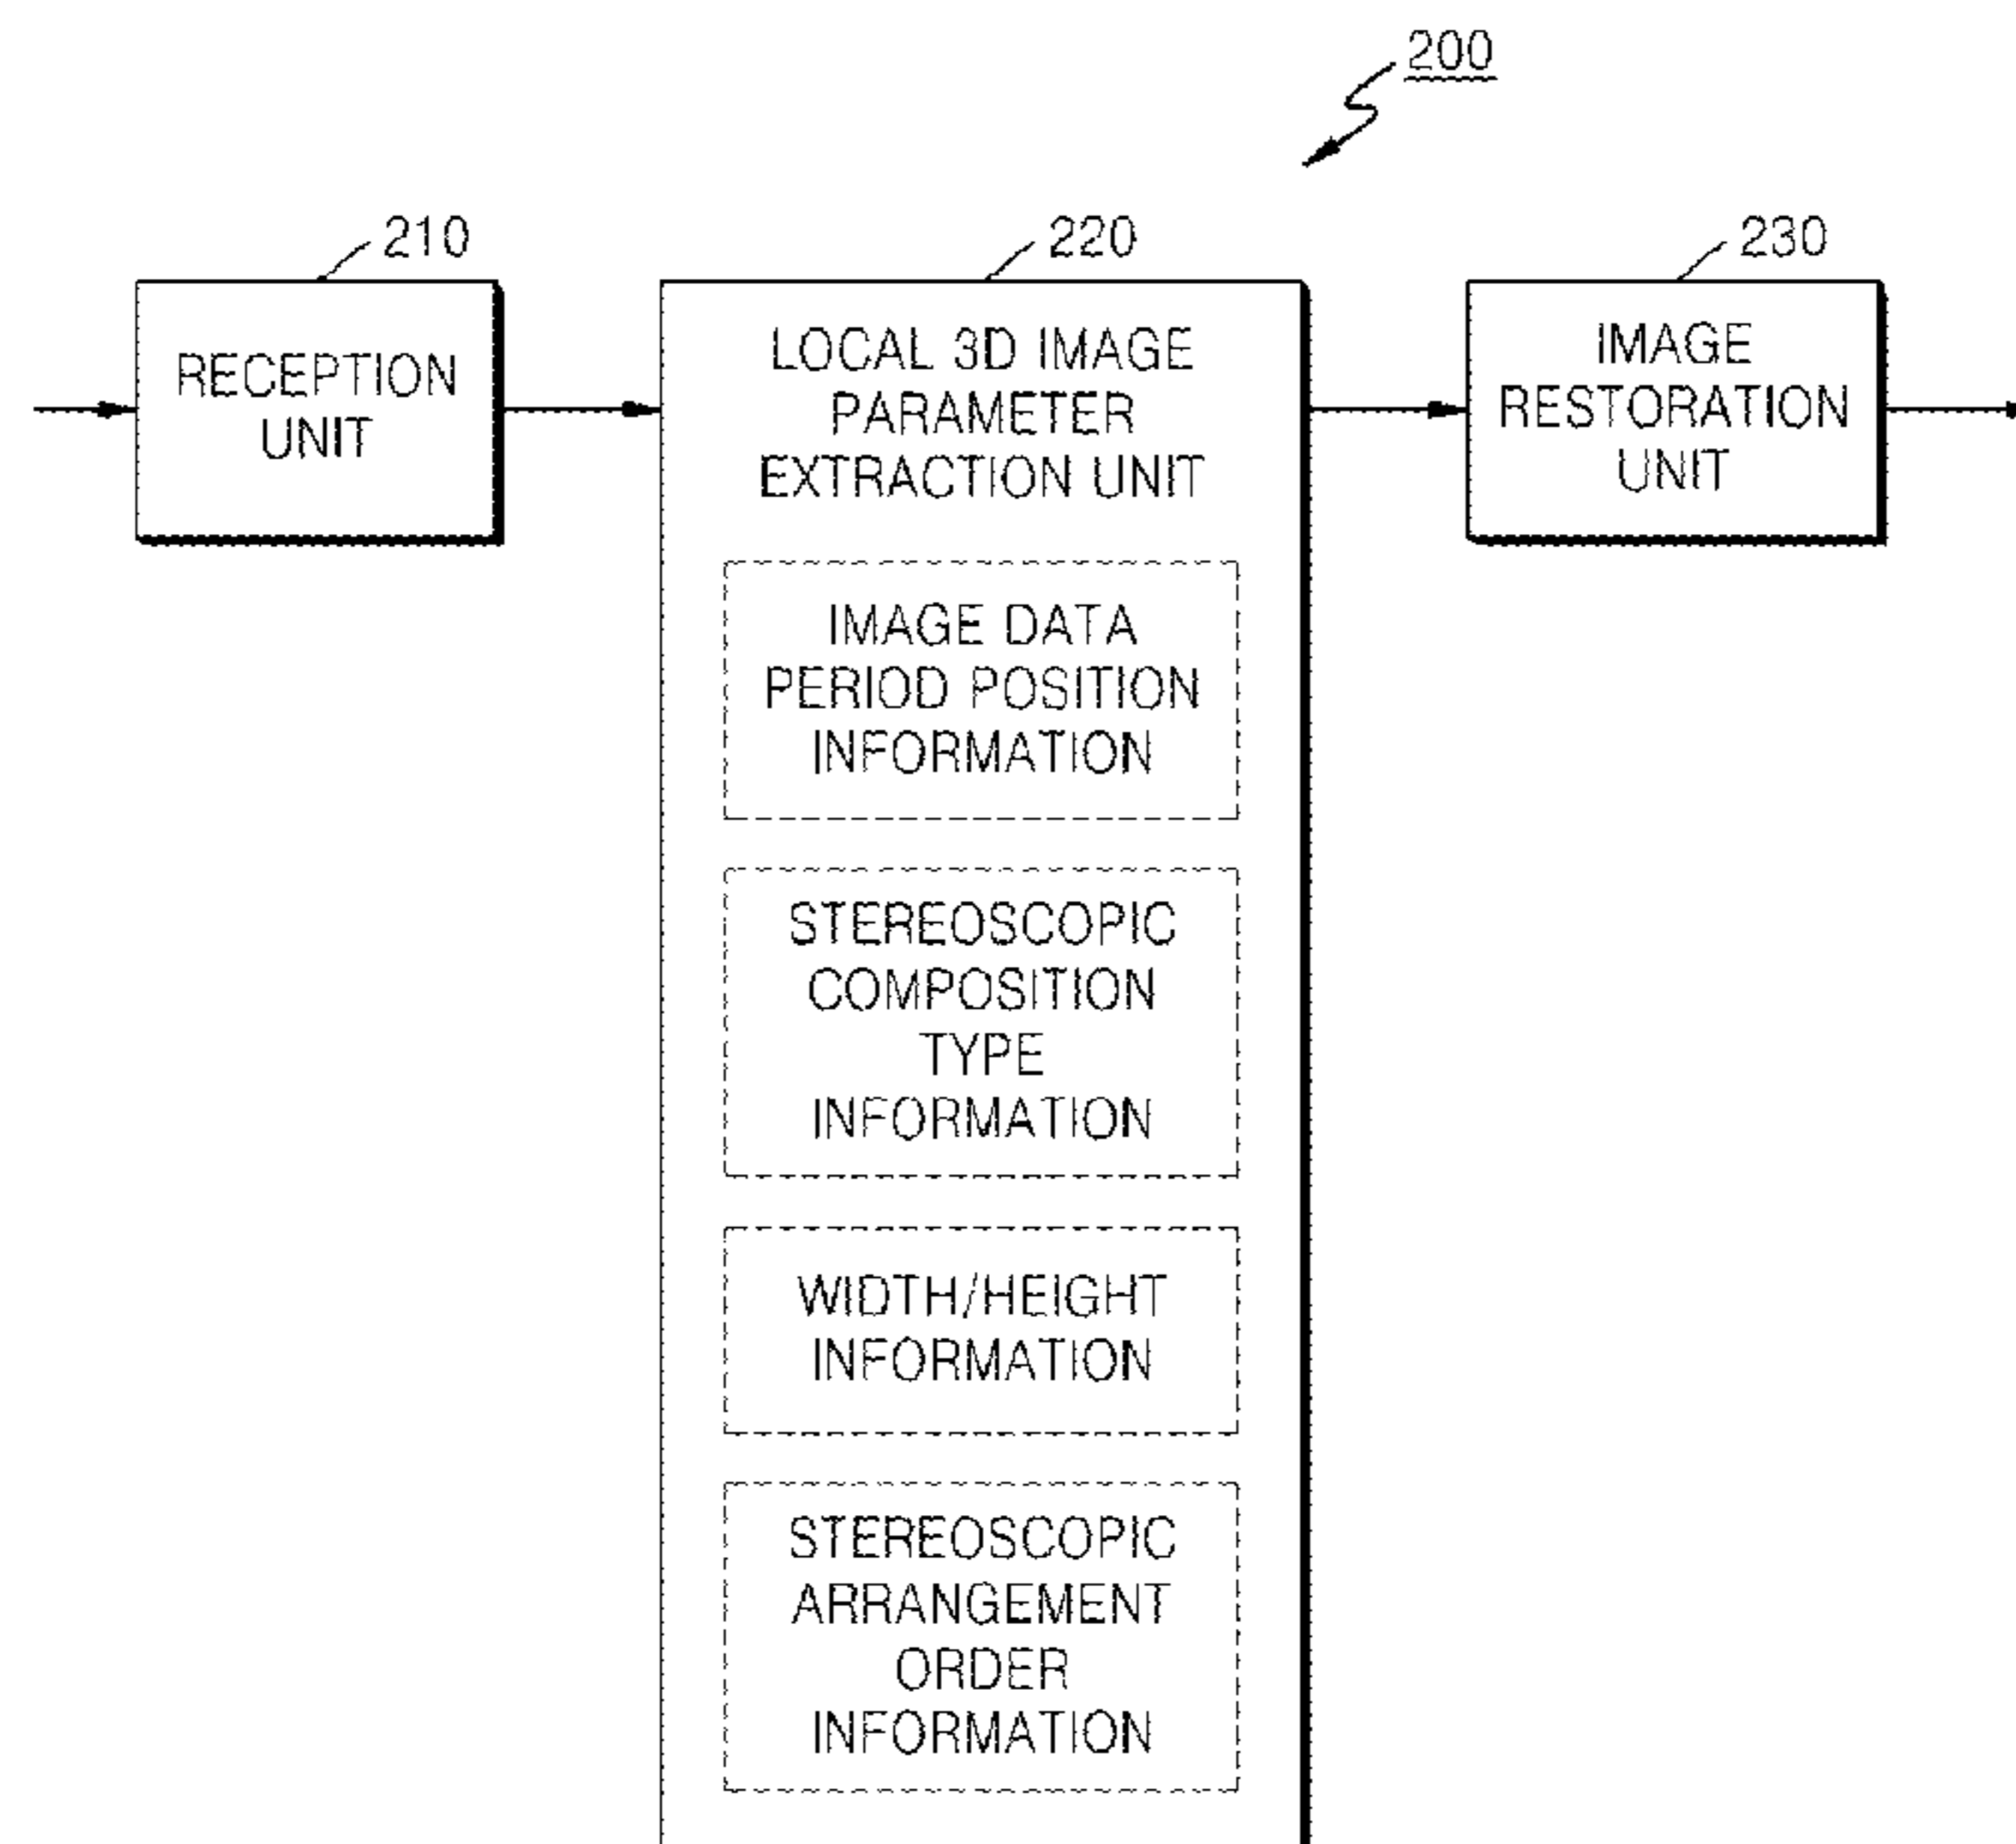 200
210
220
230
RECEPTION
UNIT
LOCAL 3D IMAGE
PARAMETER
EXTRACTION UNIT
IMAGE DATA
PERIOD POSITION
INFORMATION
STEREOSCOPIC
COMPOSITION
TYPE
INFORMATION
WIDTH/HEIGHT
INFORMATION
STEREOSCOPIC
ARRANGEMENT
ORDER
INFORMATION
IMAGE
RESTORATION
UNIT